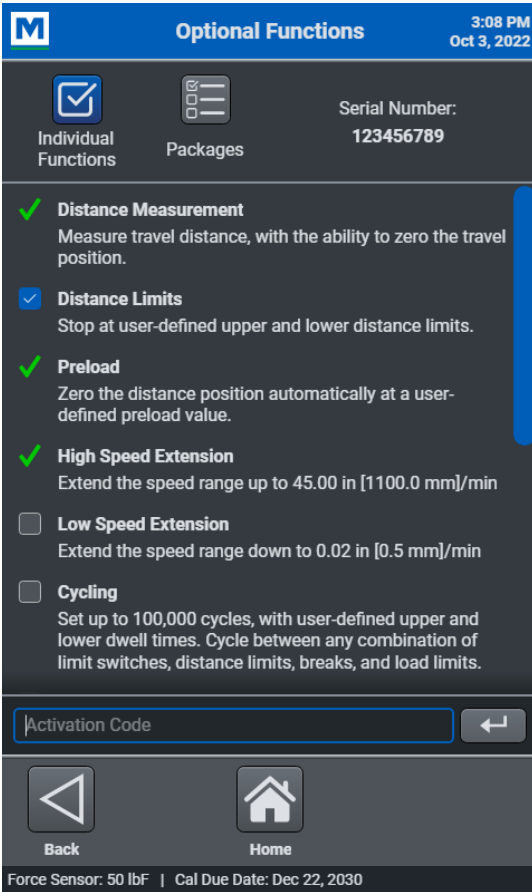 M
Optional Functions
3:08 PM
Oct 3, 2022
Individual
Functions
Packages
Serial Number:
123456789
Distance Measurement
Measure travel distance, with the ability to zero the travel
position.
Distance Limits
Stop at user-defined upper and lower distance limits.
Preload
Zero the distance position automatically at a user-
defined preload value.
High Speed Extension
Extend the speed range up to 45.00 in [1100.0 mm]/min
Low Speed Extension
Extend the speed range down to 0.02 in [0.5 mm]/min
Cycling
Set up to 100,000 cycles, with user-defined upper and
lower dwell times. Cycle between any combination of
limit switches, distance limits, breaks, and load limits.
Activation Code
Back
Home
Force Sensor: 50 lbF | Cal Due Date: Dec 22, 2030